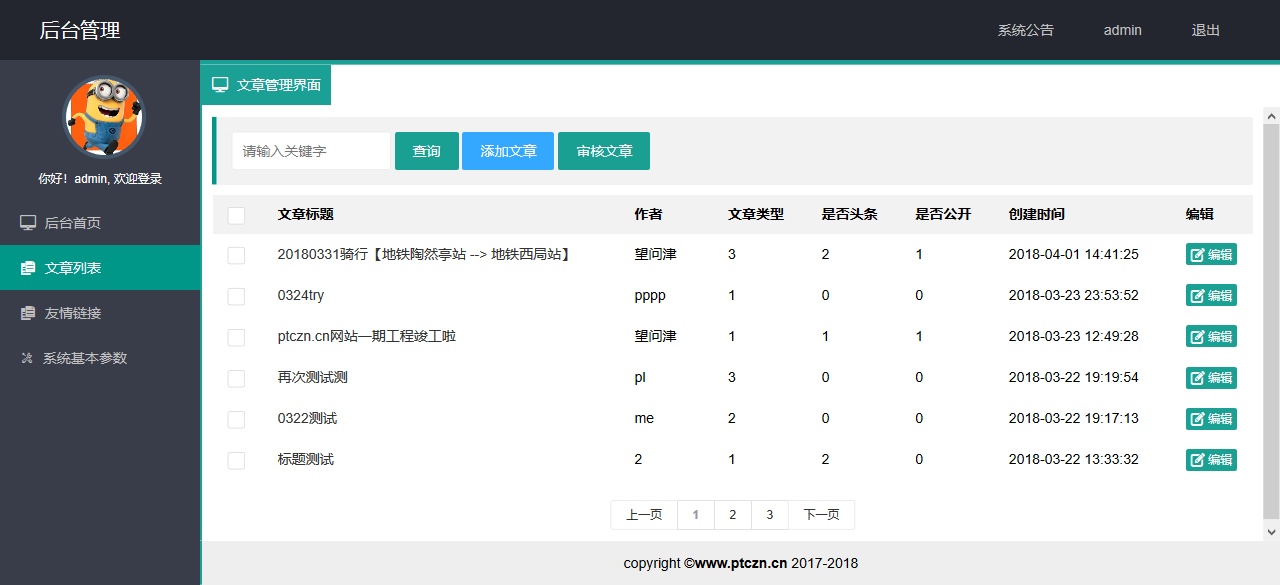 后台管理 系统公告 admin 退出
文章管理界面
你好！admin, 欢迎登录
后台首页
文章列表
友情链接
系统基本参数
请输入关键字 查询 添加文章 审核文章
文章标题 作者 文章类型 是否头条 是否公开 创建时间 编辑
20180331骑行【地铁陶然亭站 --> 地铁西局站】 望问津 3 2 1 2018-04-01 14:41:25 编辑
0324try pppp 1 0 0 2018-03-23 23:53:52 编辑
ptczn.cn网站一期工程竣工啦 望问津 1 1 1 2018-03-23 12:49:28 编辑
再次测试测 pl 3 0 0 2018-03-22 19:19:54 编辑
0322测试 me 2 0 0 2018-03-22 19:17:13 编辑
标题测试 2 1 2 0 2018-03-22 13:33:32 编辑
上一页 1 2 3 下一页
copyright ©www.ptczn.cn 2017-2018